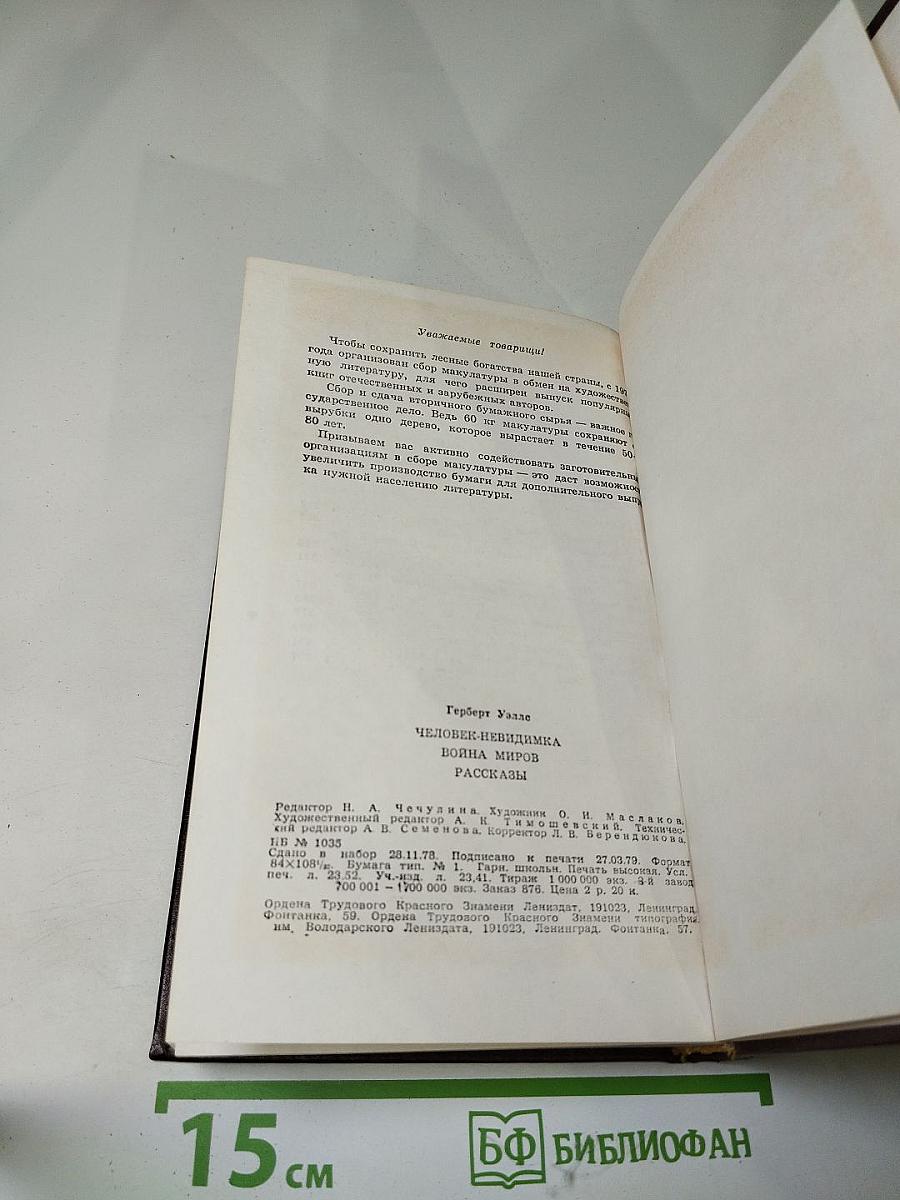 Уважаемые товарищи!
Чтобы сохранить лесные богатства нашей страны, с 197
года организован сбор макулатуры в обмен на художестве
ную литературу, для чего расширен выпуск популярны
книг отечественных и зарубежных авторов.
Сбор и сдача вторичного бумажного сырья — важное г
сударственное дело. Ведь 60 кг макулатуры сохраняют
вырубки одно дерево, которое вырастает в течение 50—
80 лет.
Призываем вас активно содействовать заготовительны
организациям в сборе макулатуры — это даст возможнос
увеличить производство бумаги для дополнительного выпу
ка нужной населению литературы.
Герберт Уэллс
ЧЕЛОВЕК-НЕВИДИМКА
ВОЙНА МИРОВ
РАССКАЗЫ
Редактор Н. А. Чечулина. Художник О. И. Маслаков.
Художественный редактор А. К. Тимошевский. Техничес-
кий редактор А. В. Семенова. Корректор Л. В. Берендюкова.
ИБ № 1035
Сдано в набор 28.11.78. Подписано к печати 27.03.79. Формат
84×108¹/₃₂. Бумага тип. № 1. Гарн. школьн. Печать высокая. Усл.
печ. л. 23,52. Уч.-изд. л. 23,41. Тираж 1 000 000 экз. 3-й завод
700 001 — 1 700 000 экз. Заказ 876. Цена 2 р. 20 к.
Ордена Трудового Красного Знамени Лениздат, 191023, Ленинград,
Фонтанка, 59. Ордена Трудового Красного Знамени типография
им. Володарского Лениздата, 191023, Ленинград, Фонтанка, 57.
15 см
БФ БИБЛИОФАН